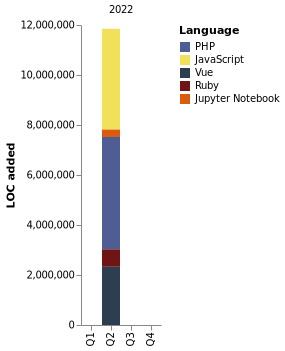 2022
12,000,000
10,000,000
8,000,000
6,000,000
4,000,000
2,000,000
0
LOC added
Q1
Q2
Q3
Q4
Language
PHP
JavaScript
Vue
Ruby
Jupyter Notebook